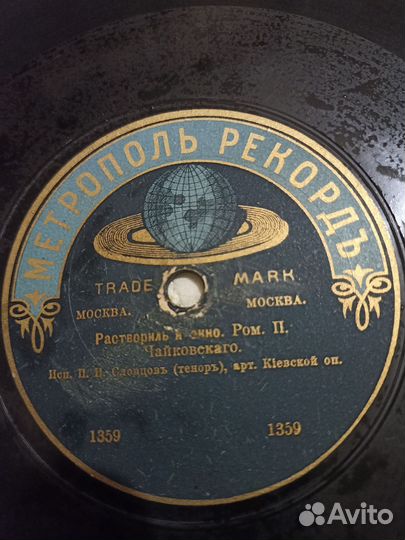 МЕТРОПОЛЬ РЕКОРДЪ
TRADE MARK
МОСКВА. МОСКВА.
Растворилъ я окно. Ром. П.
Чайковскаго.
Исп. П. И. Словцовъ (теноръ), арт. Кіевской оп.
1359 1359
Avito